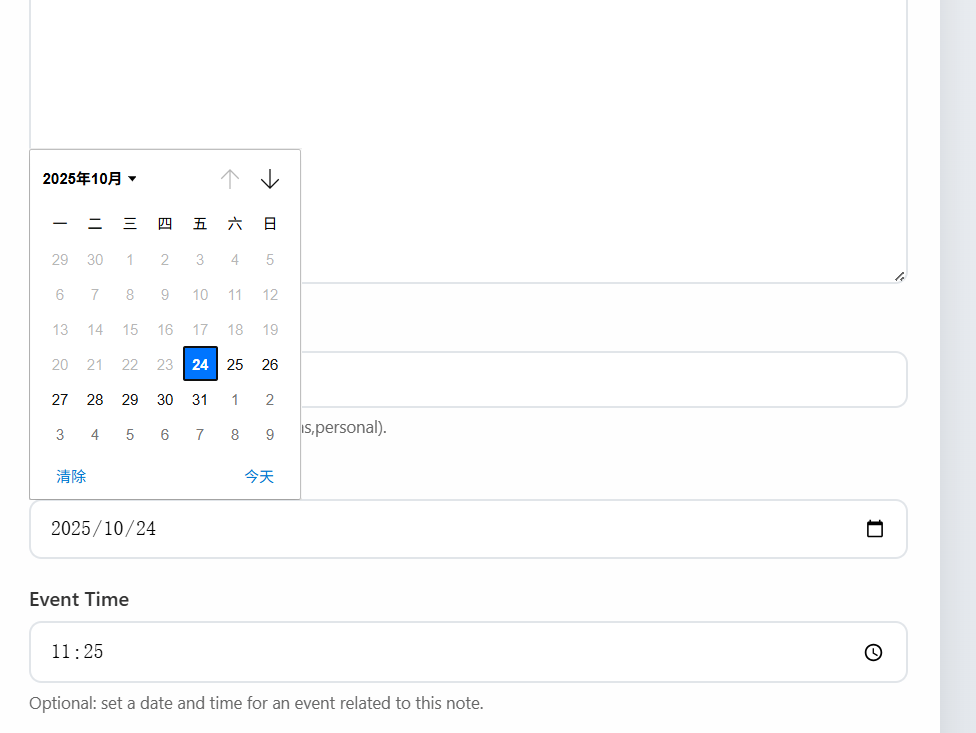 2025年10月
一 二 三 四 五 六 日
29 30 1 2 3 4 5
6 7 8 9 10 11 12
13 14 15 16 17 18 19
20 21 22 23 24 25 26
27 28 29 30 31 1 2
3 4 5 6 7 8 9
清除 今天
,personal).
2025/10/24
Event Time
11:25
Optional: set a date and time for an event related to this note.